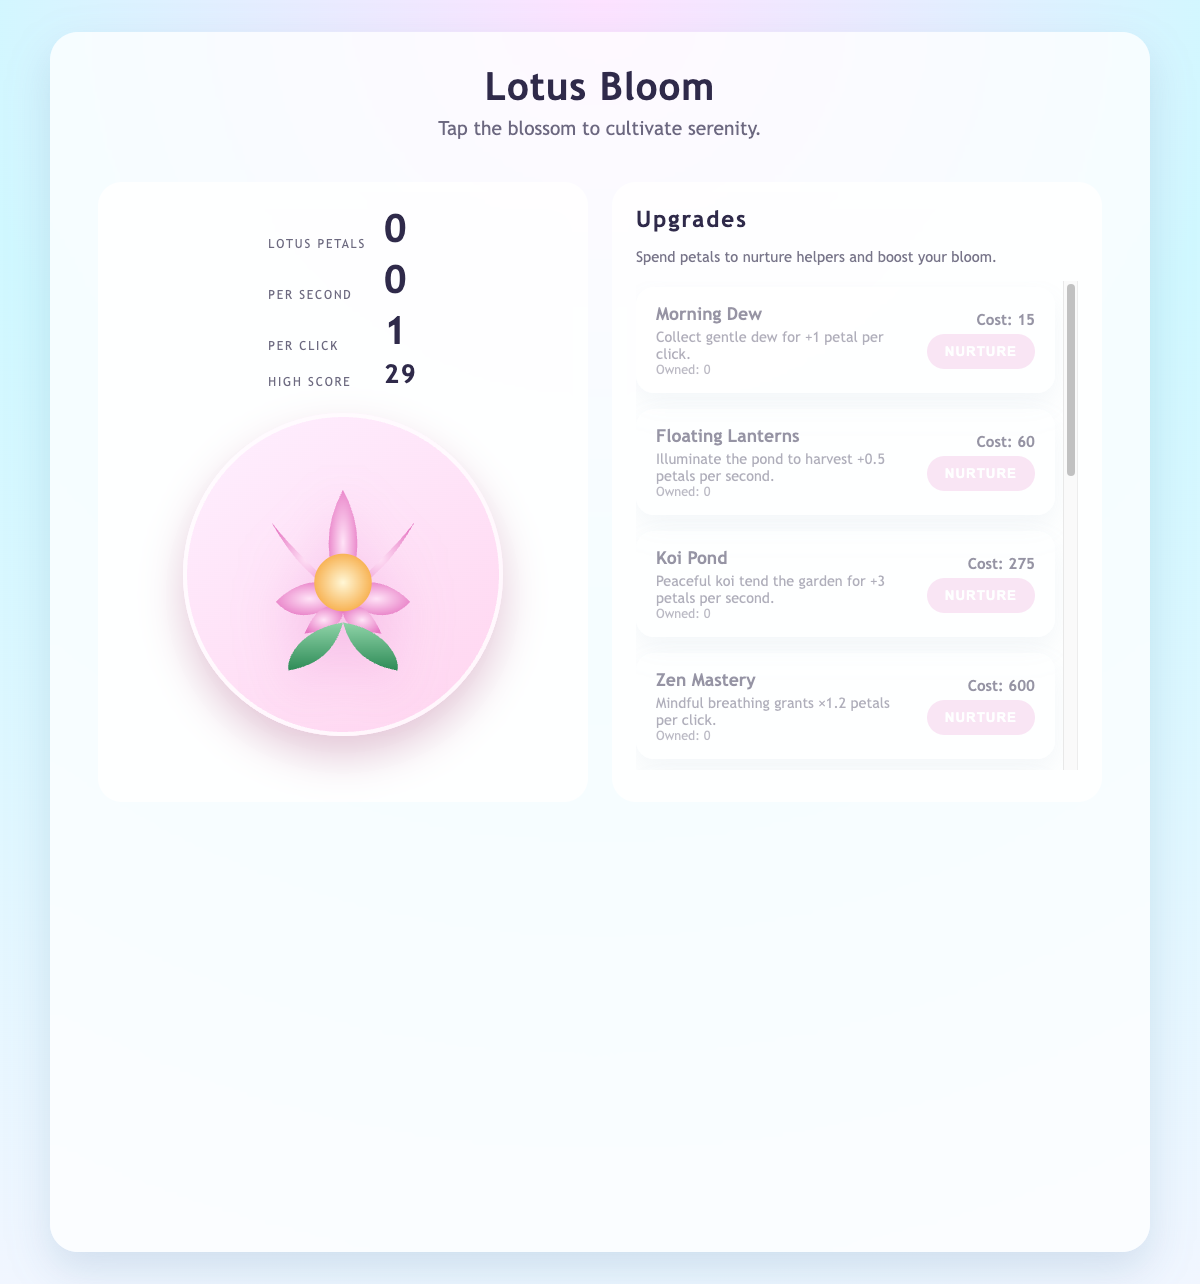 Lotus Bloom
Tap the blossom to cultivate serenity.
LOTUS PETALS 0
PER SECOND 0
PER CLICK 1
HIGH SCORE 29
Upgrades
Spend petals to nurture helpers and boost your bloom.
Morning Dew
Collect gentle dew for +1 petal per
click.
Owned: 0
Cost: 15
NURTURE
Floating Lanterns
Illuminate the pond to harvest +0.5
petals per second.
Owned: 0
Cost: 60
NURTURE
Koi Pond
Peaceful koi tend the garden for +3
petals per second.
Owned: 0
Cost: 275
NURTURE
Zen Mastery
Mindful breathing grants ×1.2 petals
per click.
Owned: 0
Cost: 600
NURTURE